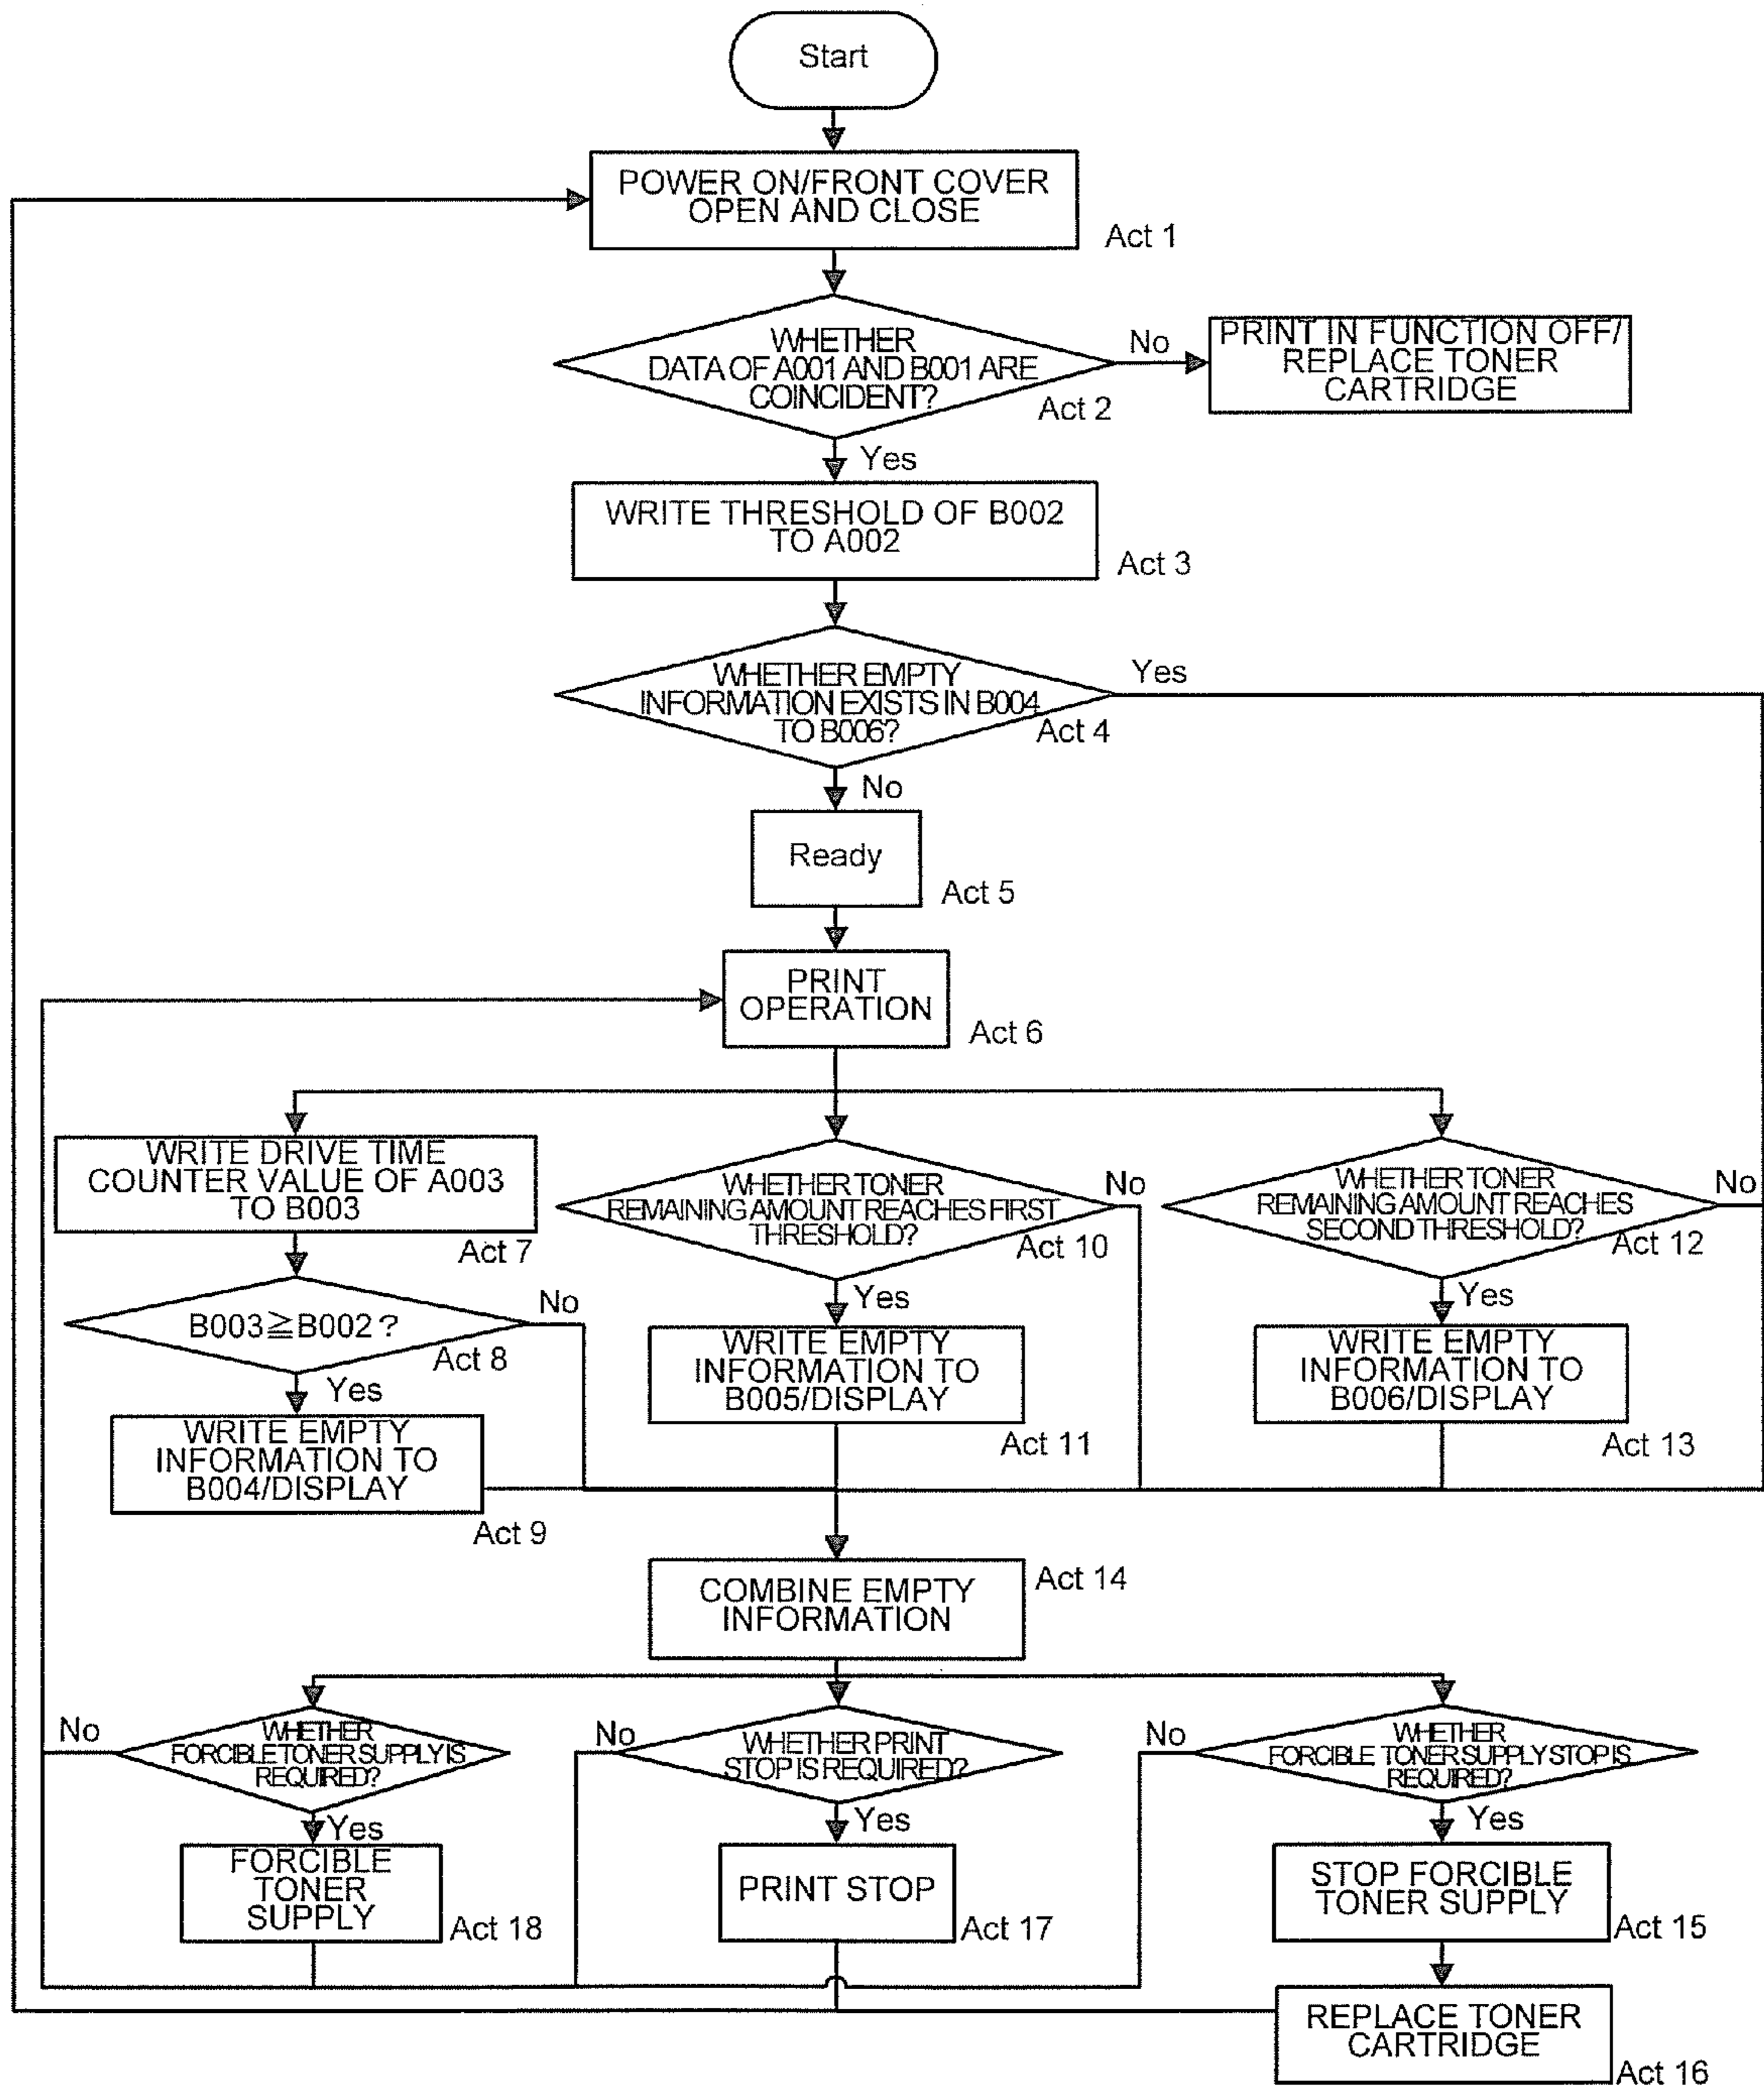 Start
POWER ON/FRONT COVER
OPEN AND CLOSE
Act 1
WHETHER
DATA OF A001 AND B001 ARE
COINCIDENT?
Act 2
No
PRINT IN FUNCTION OFF/
REPLACE TONER
CARTRIDGE
Yes
WRITE THRESHOLD OF B002
TO A002
Act 3
WHETHER EMPTY
INFORMATION EXISTS IN B004
TO B006?
Act 4
Yes
No
Ready
Act 5
PRINT
OPERATION
Act 6
WRITE DRIVE TIME
COUNTER VALUE OF A003
TO B003
Act 7
B003≧B002?
Act 8
No
Yes
WRITE EMPTY
INFORMATION TO
B004/DISPLAY
Act 9
WHETHER TONER
REMAINING AMOUNT REACHES FIRST
THRESHOLD?
Act 10
No
Yes
WRITE EMPTY
INFORMATION TO
B005/DISPLAY
Act 11
WHETHER TONER
REMAINING AMOUNT REACHES
SECOND THRESHOLD?
Act 12
No
Yes
WRITE EMPTY
INFORMATION TO
B006/DISPLAY
Act 13
COMBINE EMPTY
INFORMATION
Act 14
No
WHETHER
FORCIBLE TONER SUPPLY IS
REQUIRED?
Yes
FORCIBLE
TONER
SUPPLY
Act 18
No
WHETHER PRINT
STOP IS REQUIRED?
Yes
PRINT STOP
Act 17
No
WHETHER
FORCIBLE TONER SUPPLY STOP IS
REQUIRED?
Yes
STOP FORCIBLE
TONER SUPPLY
Act 15
REPLACE TONER
CARTRIDGE
Act 16